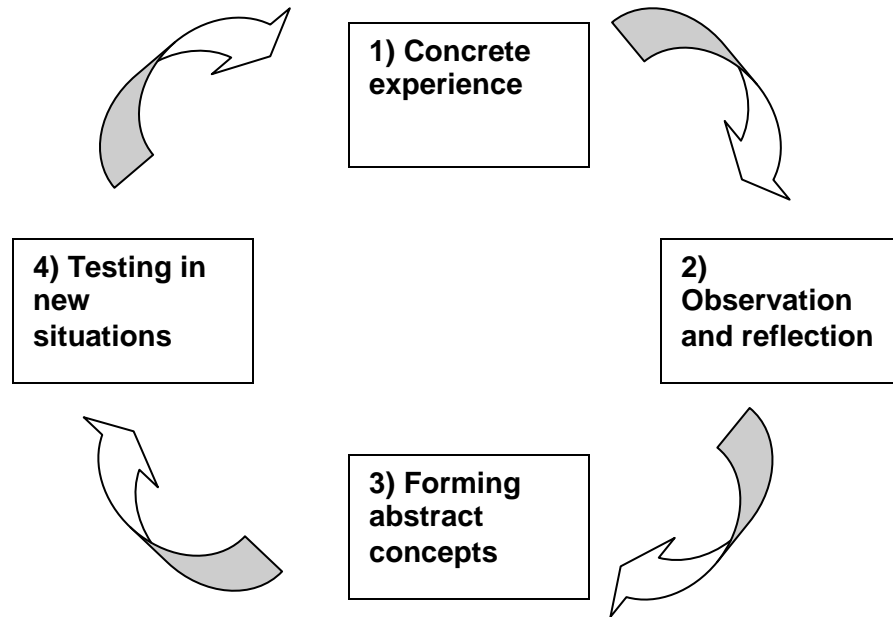 1) Concrete
experience
2)
Observation
and reflection
3) Forming
abstract
concepts
4) Testing in
new
situations